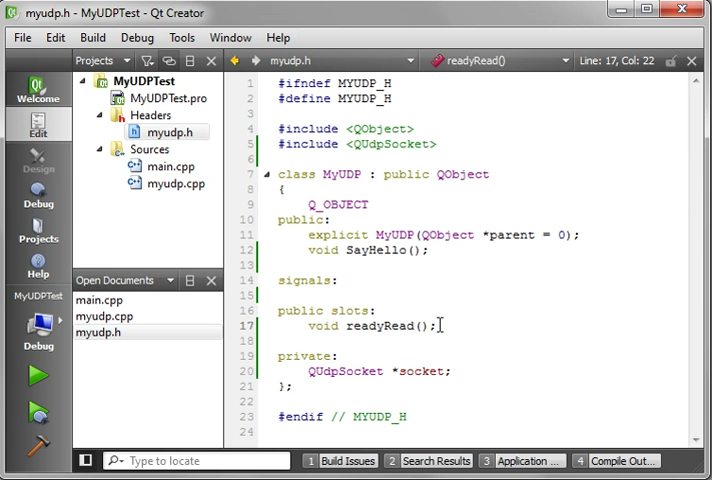 myudp.h - MyUDPTest - Qt Creator
File Edit Build Debug Tools Window Help
Projects myudp.h readyRead() Line: 17, Col: 22
Welcome
Edit
Design
Debug
Projects
Help
MyUDPTest
Debug
MyUDPTest
MyUDPTest.pro
Headers
myudp.h
Sources
main.cpp
myudp.cpp
Open Documents
main.cpp
myudp.cpp
myudp.h
1 #ifndef MYUDP_H
2 #define MYUDP_H
3
4 #include <QObject>
5 #include <QUdpSocket>
6
7 class MyUDP : public QObject
8 {
9 Q_OBJECT
10 public:
11 explicit MyUDP(QObject *parent = 0);
12 void SayHello();
13
14 signals:
15
16 public slots:
17 void readyRead();
18
19 private:
20 QUdpSocket *socket;
21 };
22
23 #endif // MYUDP_H
24
Type to locate 1 Build Issues 2 Search Results 3 Application ... 4 Compile Out...